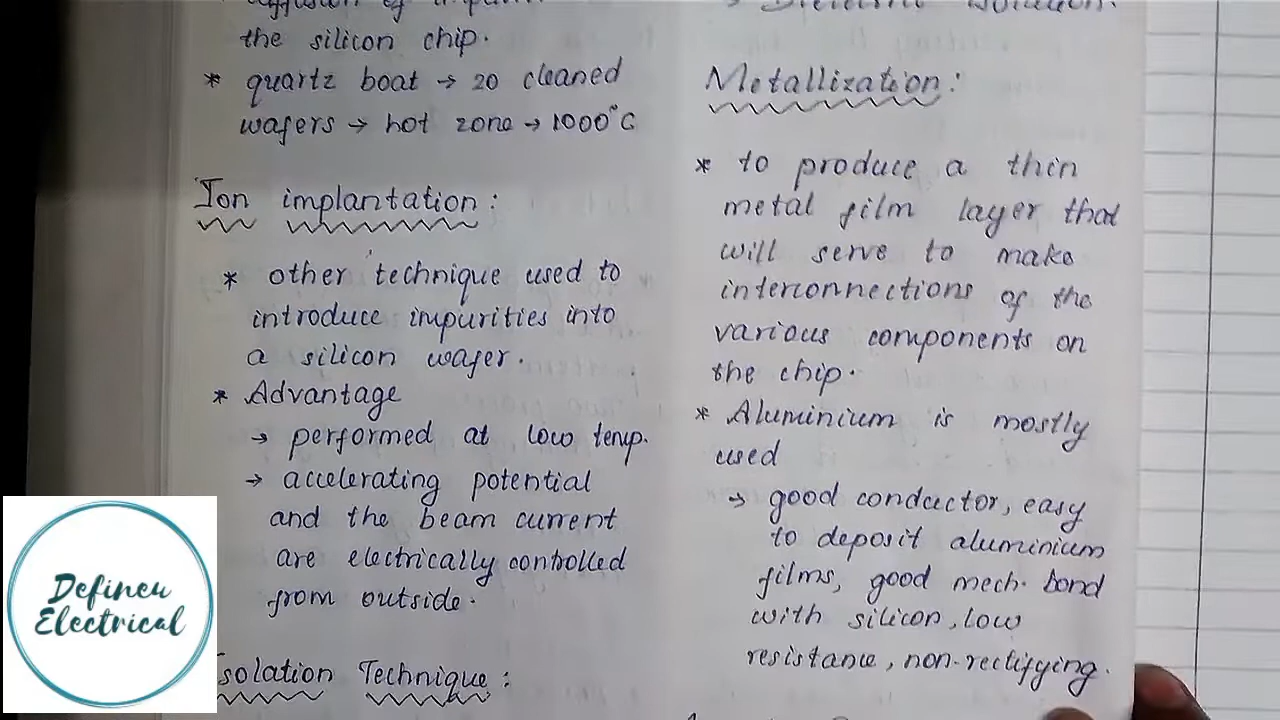 the silicon chip.
* quartz boat → 20 cleaned
wafers → hot zone → 1000°C
Ion implantation:
* other technique used to
introduce impurities into
a silicon wafer.
* Advantage
→ performed at low temp.
→ accelerating potential
and the beam current
are electrically controlled
from outside.
Isolation Technique:
Metallization:
* to produce a thin
metal film layer that
will serve to make
interconnections of the
various components on
the chip.
* Aluminium is mostly
used
→ good conductor, easy
to deposit aluminium
films, good mech. bond
with silicon, low
resistance, non-rectifying.
Defineu
Electrical